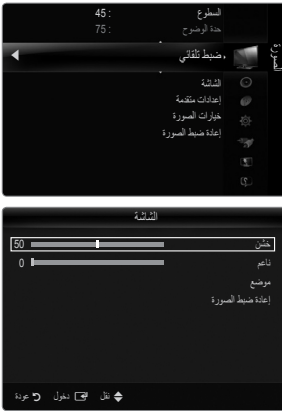 السطوع : 45
حدة الوضوح : 75
ضبط تلقائي
الشاشة
إعدادات متقدمة
خيارات الصورة
إعادة ضبط الصورة
الصورة
الشاشة
خشن 50
ناعم 0
موضع
إعادة ضبط الصورة
نقل دخول عودة